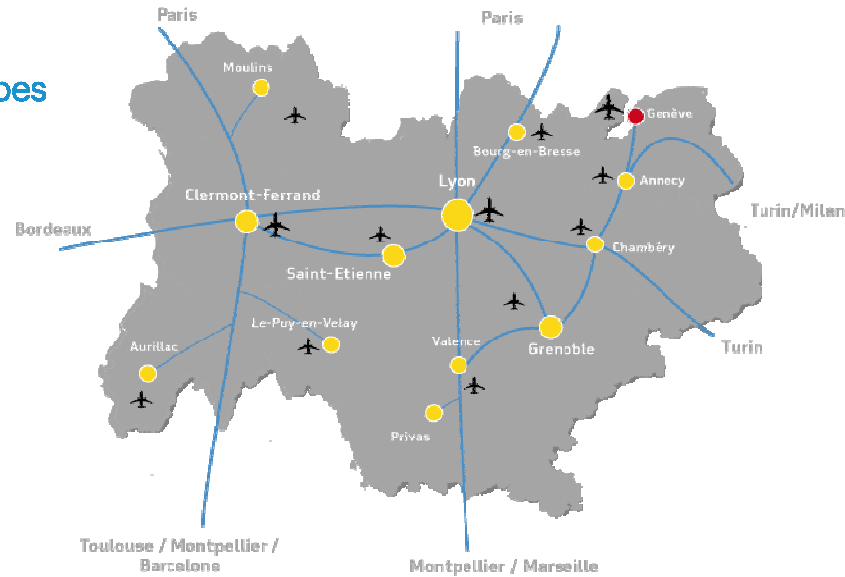 Paris
Paris
Moulins
pes
Genève
Bourg-en-Bresse
Lyon
Annecy
Clermont-Ferrand
Turin/Milan
Bordeaux
Chambéry
Saint-Etienne
Le-Puy-en-Velay
Valence
Aurillac
Grenoble
Turin
Privas
Toulouse / Montpellier /
Barcelone
Montpellier / Marseille